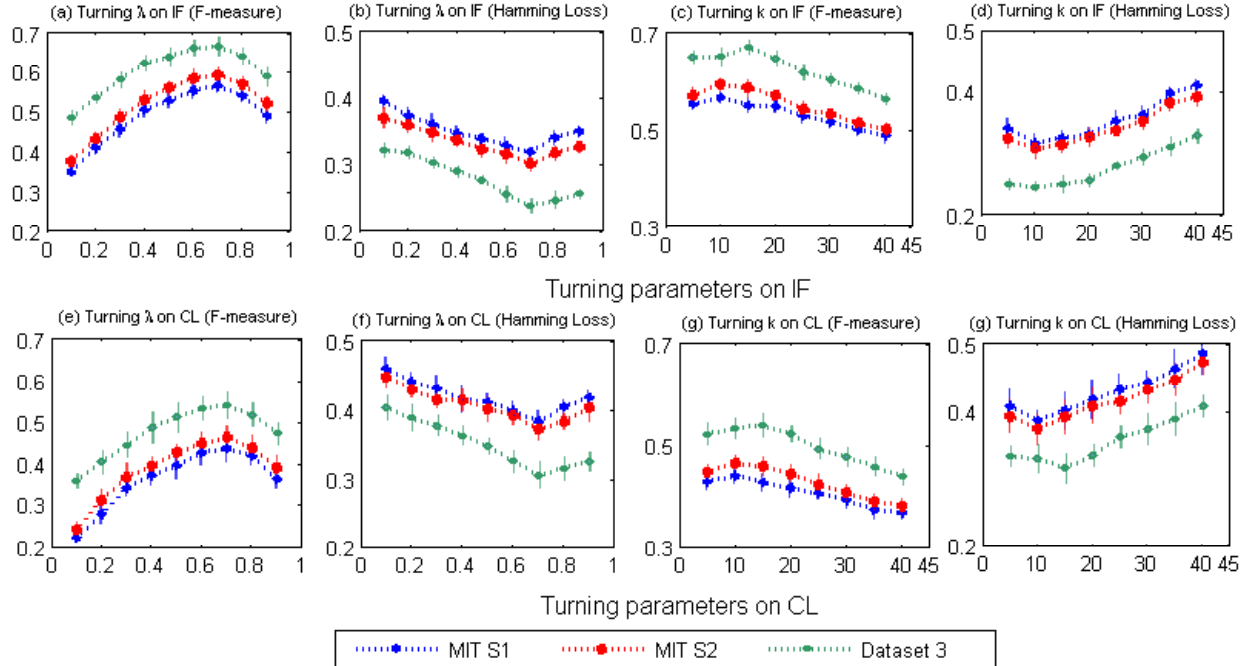 (a) Turning λ on IF (F-measure) (b) Turning λ on IF (Hamming Loss) (c) Turning k on IF (F-measure) (d) Turning k on IF (Hamming Loss)
0.7 0.5 0.7 0.5
0.6
0.4 0.4
0.5 0.5
0.4 0.3
0.3
0.2 0.2 0.3 0.2
0 0.2 0.4 0.6 0.8 1 0 0.2 0.4 0.6 0.8 1 0 10 20 30 40 45 0 10 20 30 40 45
Turning parameters on IF
(e) Turning λ on CL (F-measure) (f) Turning λ on CL (Hamming Loss) (g) Turning k on CL (F-measure) (g) Turning k on CL (Hamming Loss)
0.7 0.5 0.7 0.5
0.6
0.5 0.4 0.5 0.4
0.4
0.3 0.3
0.2 0.2 0.3 0.2
0 0.2 0.4 0.6 0.8 1 0 0.2 0.4 0.6 0.8 1 0 10 20 30 40 45 0 10 20 30 40 45
Turning parameters on CL
MIT S1 MIT S2 Dataset 3